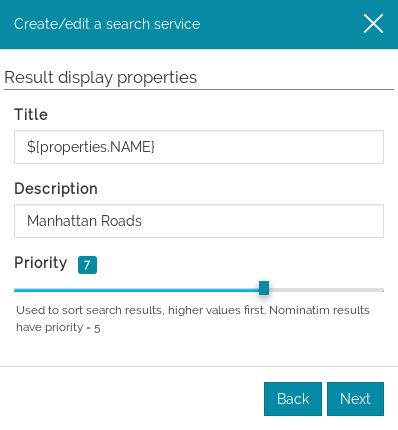 Create/edit a search service
Result display properties
Title
${properties.NAME}
Description
Manhattan Roads
Priority 7
Used to sort search results, higher values first. Nominatim results
have priority = 5
Back Next